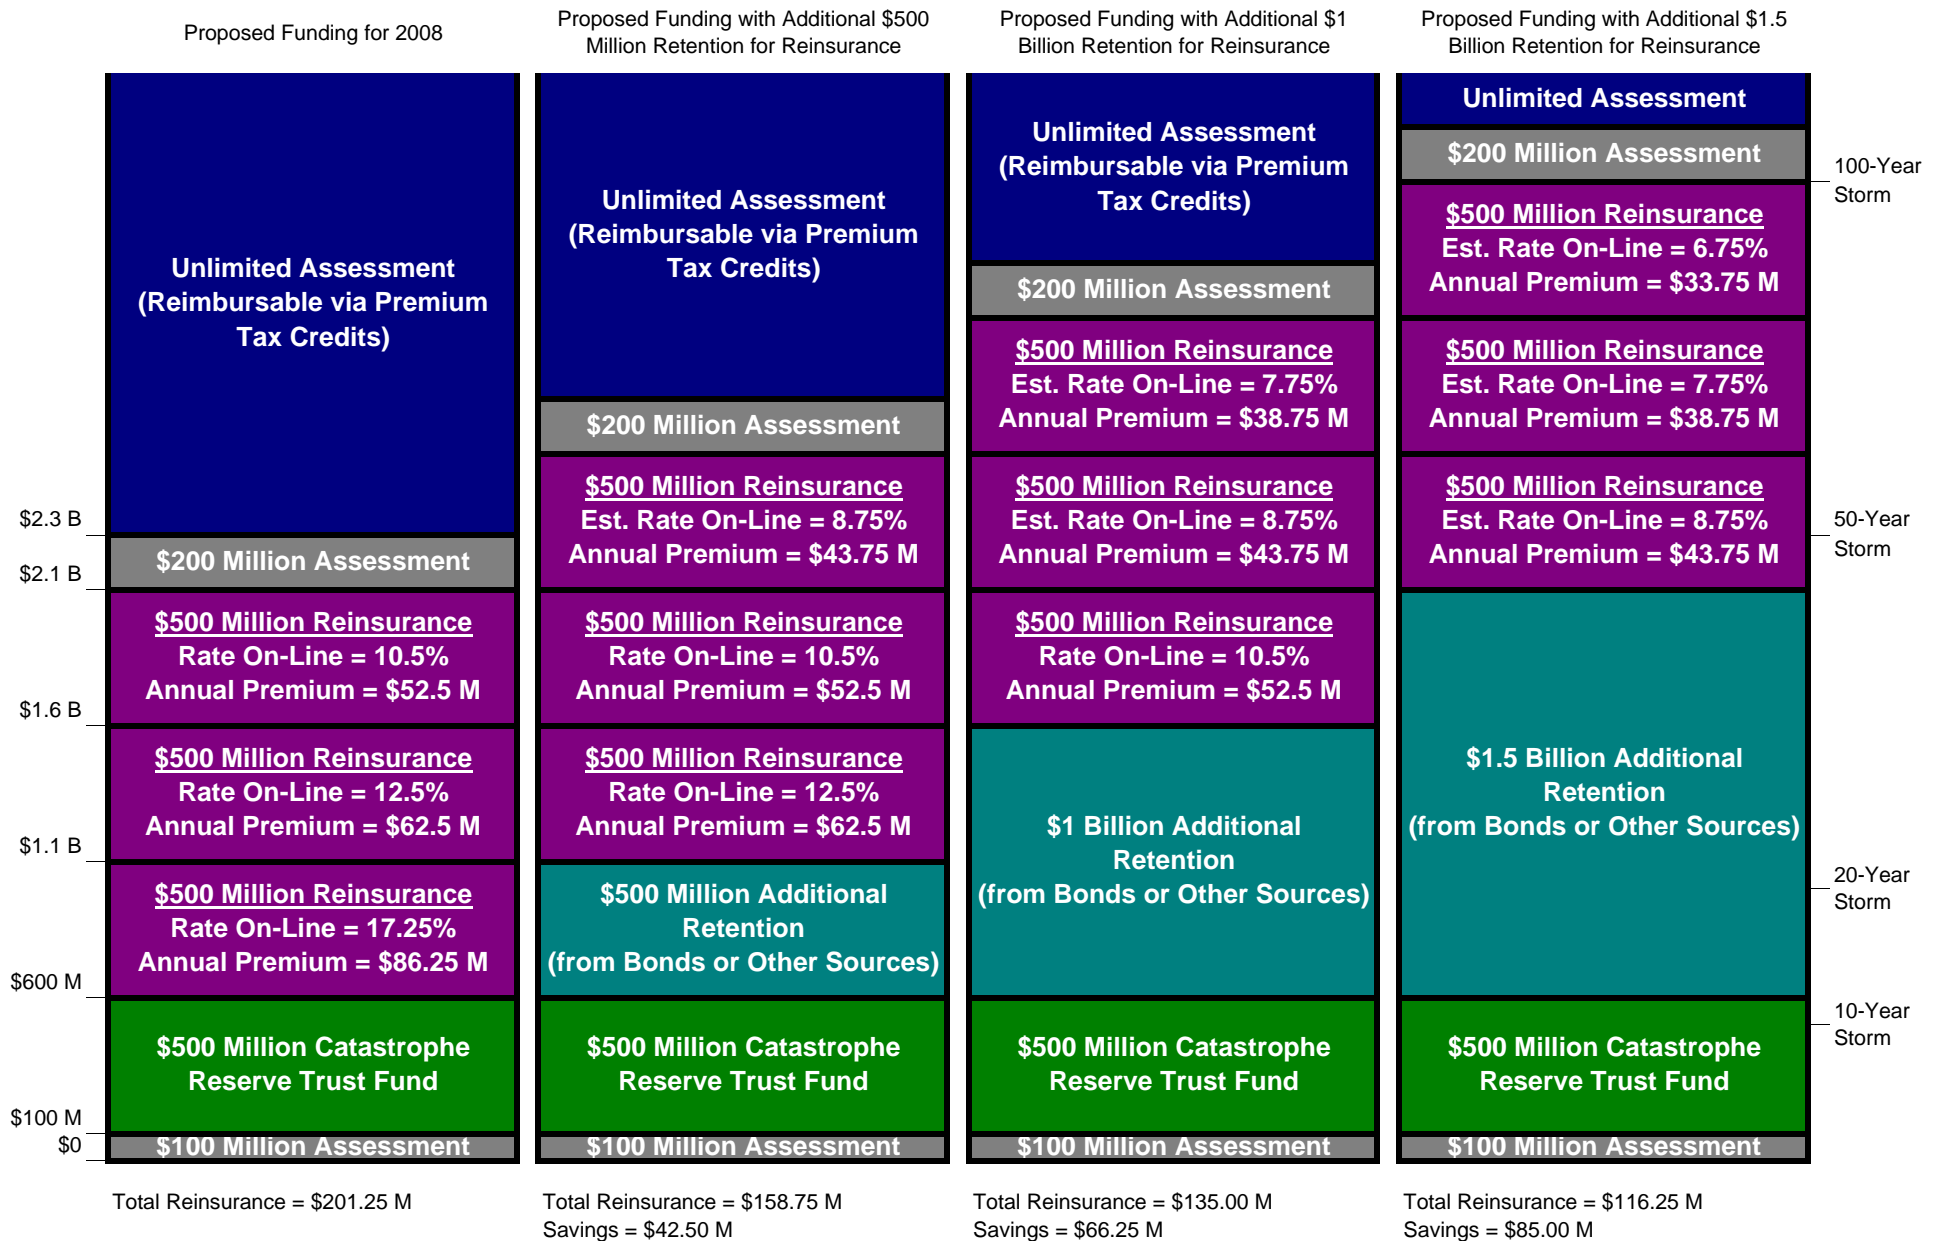 Proposed Funding for 2008
Proposed Funding with Additional $500
Million Retention for Reinsurance
Proposed Funding with Additional $1
Billion Retention for Reinsurance
Proposed Funding with Additional $1.5
Billion Retention for Reinsurance
$2.3 B
$2.1 B
$1.6 B
$1.1 B
$600 M
$100 M
$0
Unlimited Assessment
(Reimbursable via Premium
Tax Credits)
$200 Million Assessment
$500 Million Reinsurance
Rate On-Line = 10.5%
Annual Premium = $52.5 M
$500 Million Reinsurance
Rate On-Line = 12.5%
Annual Premium = $62.5 M
$500 Million Reinsurance
Rate On-Line = 17.25%
Annual Premium = $86.25 M
$500 Million Catastrophe
Reserve Trust Fund
$100 Million Assessment
Total Reinsurance = $201.25 M
Unlimited Assessment
(Reimbursable via Premium
Tax Credits)
$200 Million Assessment
$500 Million Reinsurance
Est. Rate On-Line = 8.75%
Annual Premium = $43.75 M
$500 Million Reinsurance
Rate On-Line = 10.5%
Annual Premium = $52.5 M
$500 Million Reinsurance
Rate On-Line = 12.5%
Annual Premium = $62.5 M
$500 Million Additional
Retention
(from Bonds or Other Sources)
$500 Million Catastrophe
Reserve Trust Fund
$100 Million Assessment
Total Reinsurance = $158.75 M
Savings = $42.50 M
Unlimited Assessment
(Reimbursable via Premium
Tax Credits)
$200 Million Assessment
$500 Million Reinsurance
Est. Rate On-Line = 7.75%
Annual Premium = $38.75 M
$500 Million Reinsurance
Est. Rate On-Line = 8.75%
Annual Premium = $43.75 M
$500 Million Reinsurance
Rate On-Line = 10.5%
Annual Premium = $52.5 M
$1 Billion Additional
Retention
(from Bonds or Other Sources)
$500 Million Catastrophe
Reserve Trust Fund
$100 Million Assessment
Total Reinsurance = $135.00 M
Savings = $66.25 M
Unlimited Assessment
$200 Million Assessment
$500 Million Reinsurance
Est. Rate On-Line = 6.75%
Annual Premium = $33.75 M
$500 Million Reinsurance
Est. Rate On-Line = 7.75%
Annual Premium = $38.75 M
$500 Million Reinsurance
Est. Rate On-Line = 8.75%
Annual Premium = $43.75 M
$1.5 Billion Additional
Retention
(from Bonds or Other Sources)
$500 Million Catastrophe
Reserve Trust Fund
$100 Million Assessment
Total Reinsurance = $116.25 M
Savings = $85.00 M
100-Year
Storm
50-Year
Storm
20-Year
Storm
10-Year
Storm